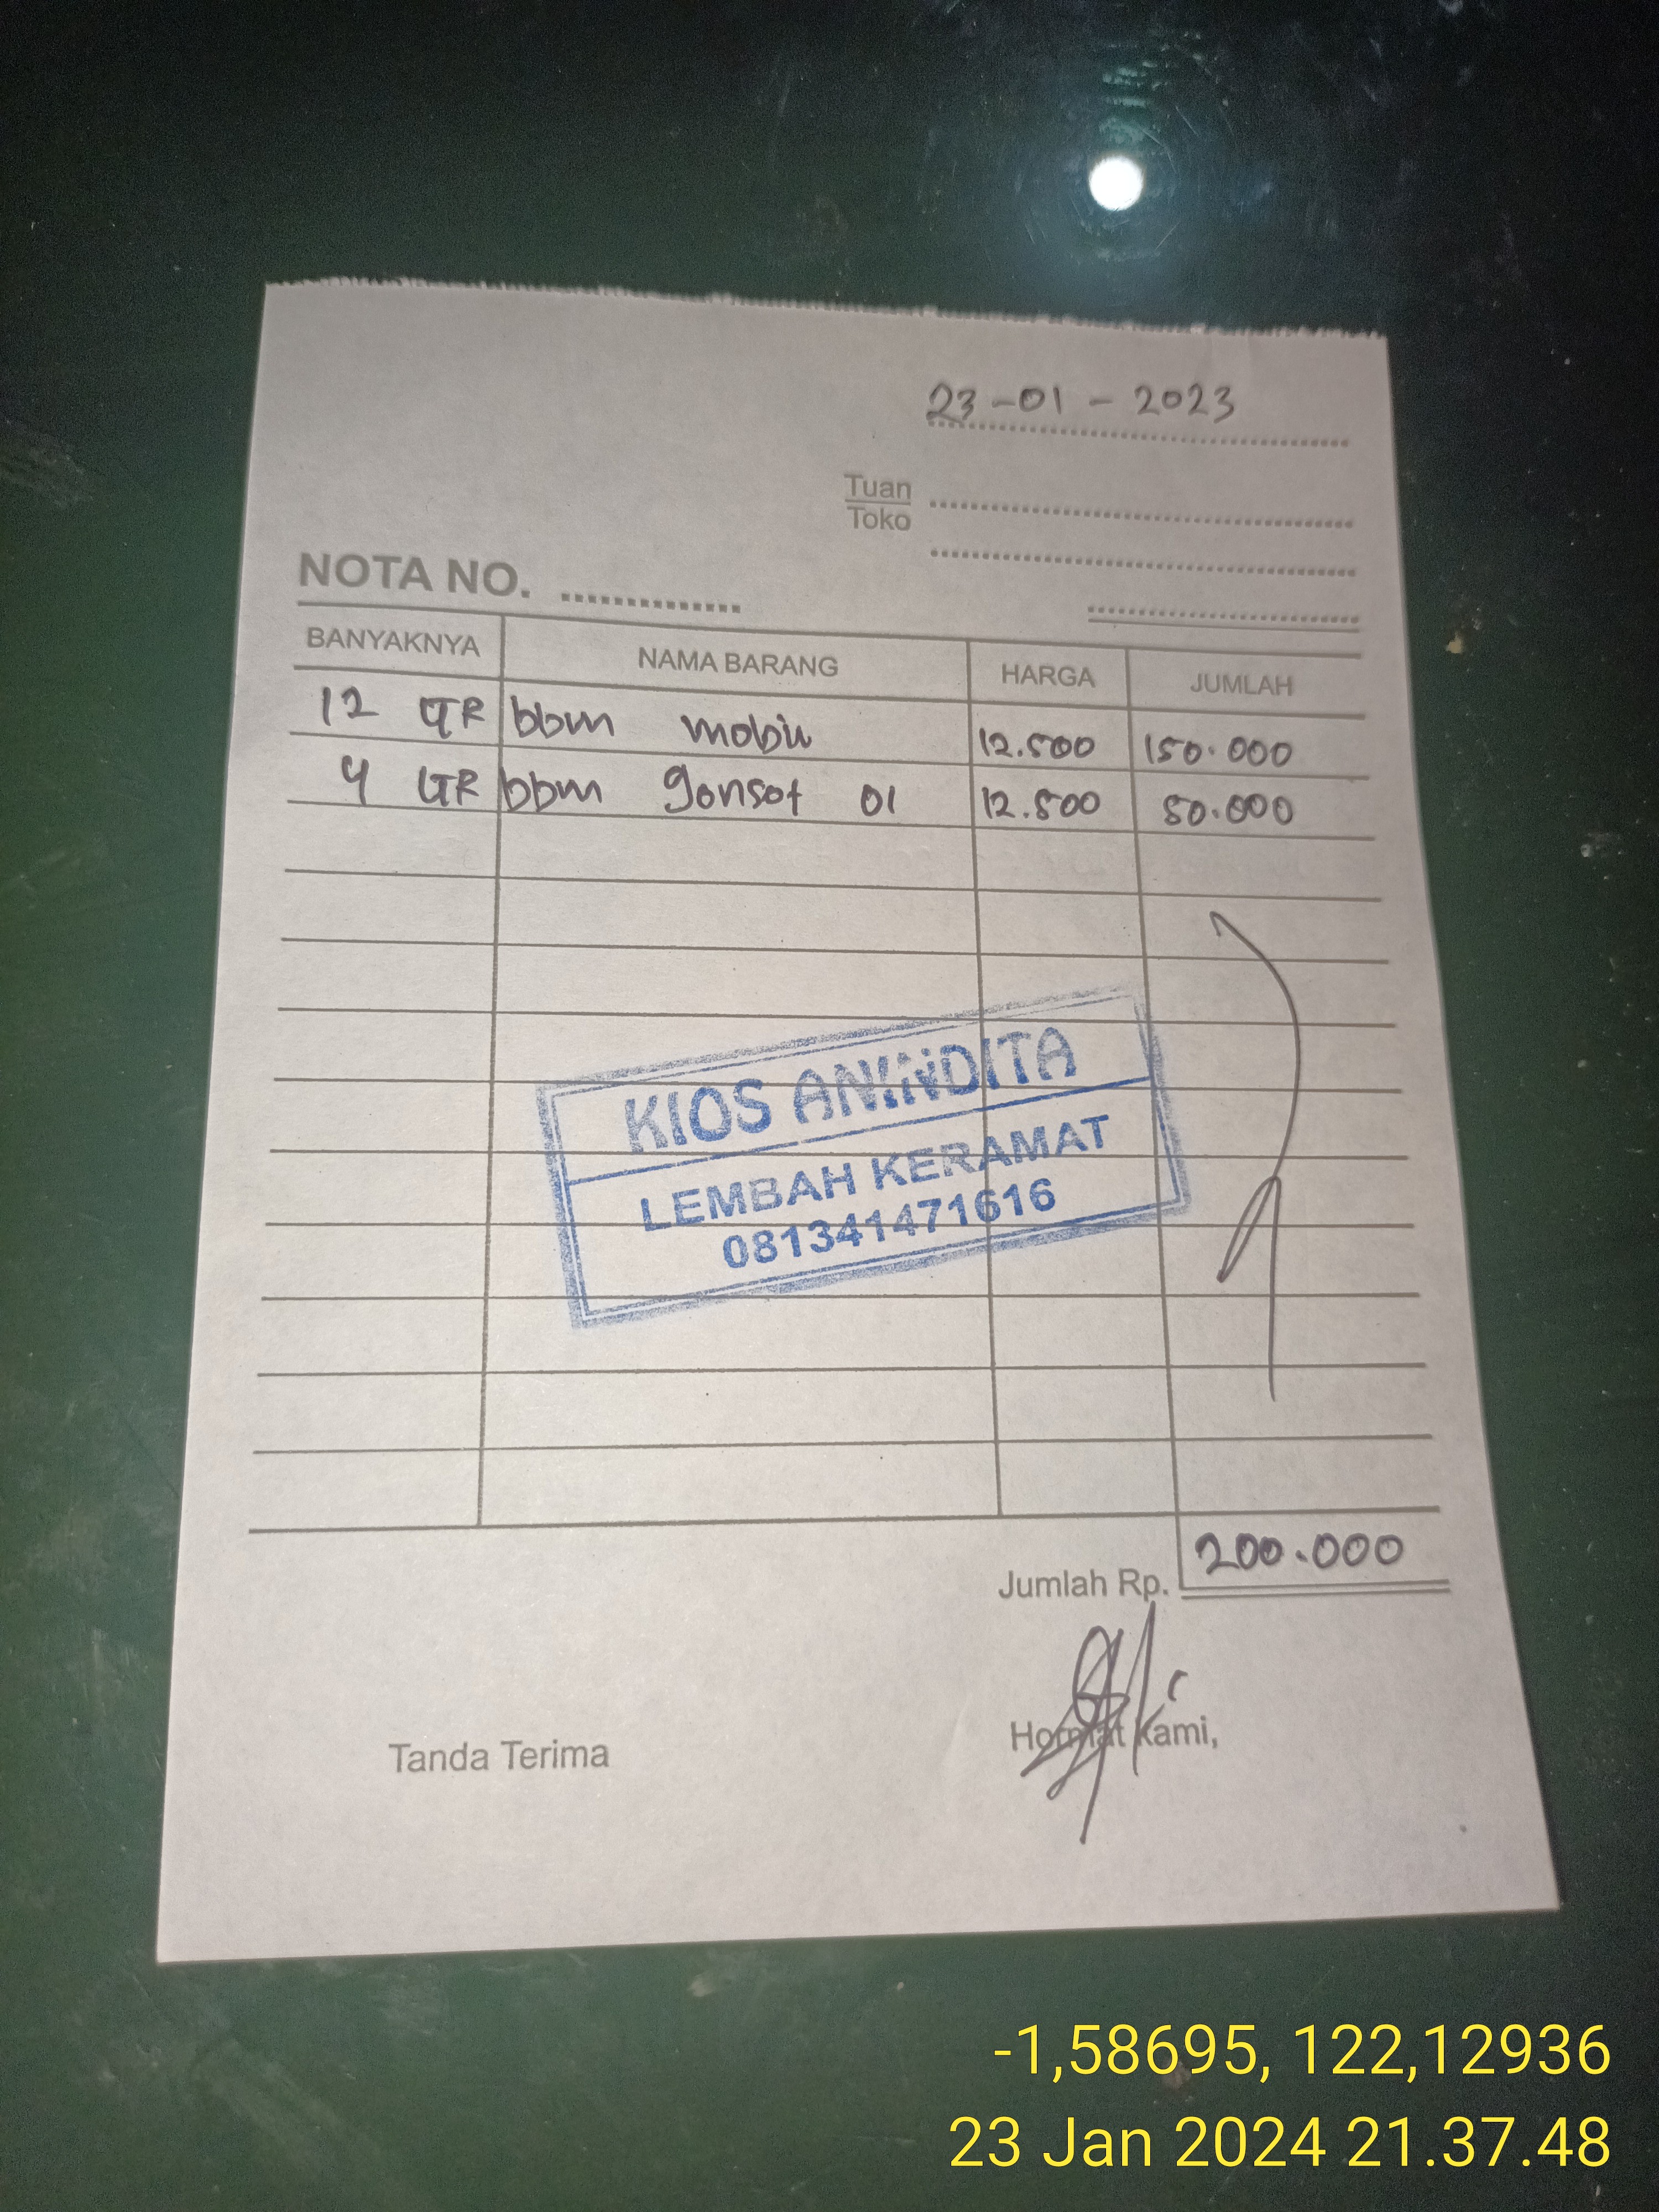 23-01-2023
Tuan
Toko
NOTA NO. ..............
BANYAKNYA NAMA BARANG HARGA JUMLAH
12 LTR bbm mobil 12.500 150.000
4 LTR bbm gonsot 01 12.500 50.000
KIOS ANINDITA
LEMBAH KERAMAT
081341471616
Jumlah Rp. 200.000
Tanda Terima Hormat Kami,
-1,58695, 122,12936
23 Jan 2024 21.37.48